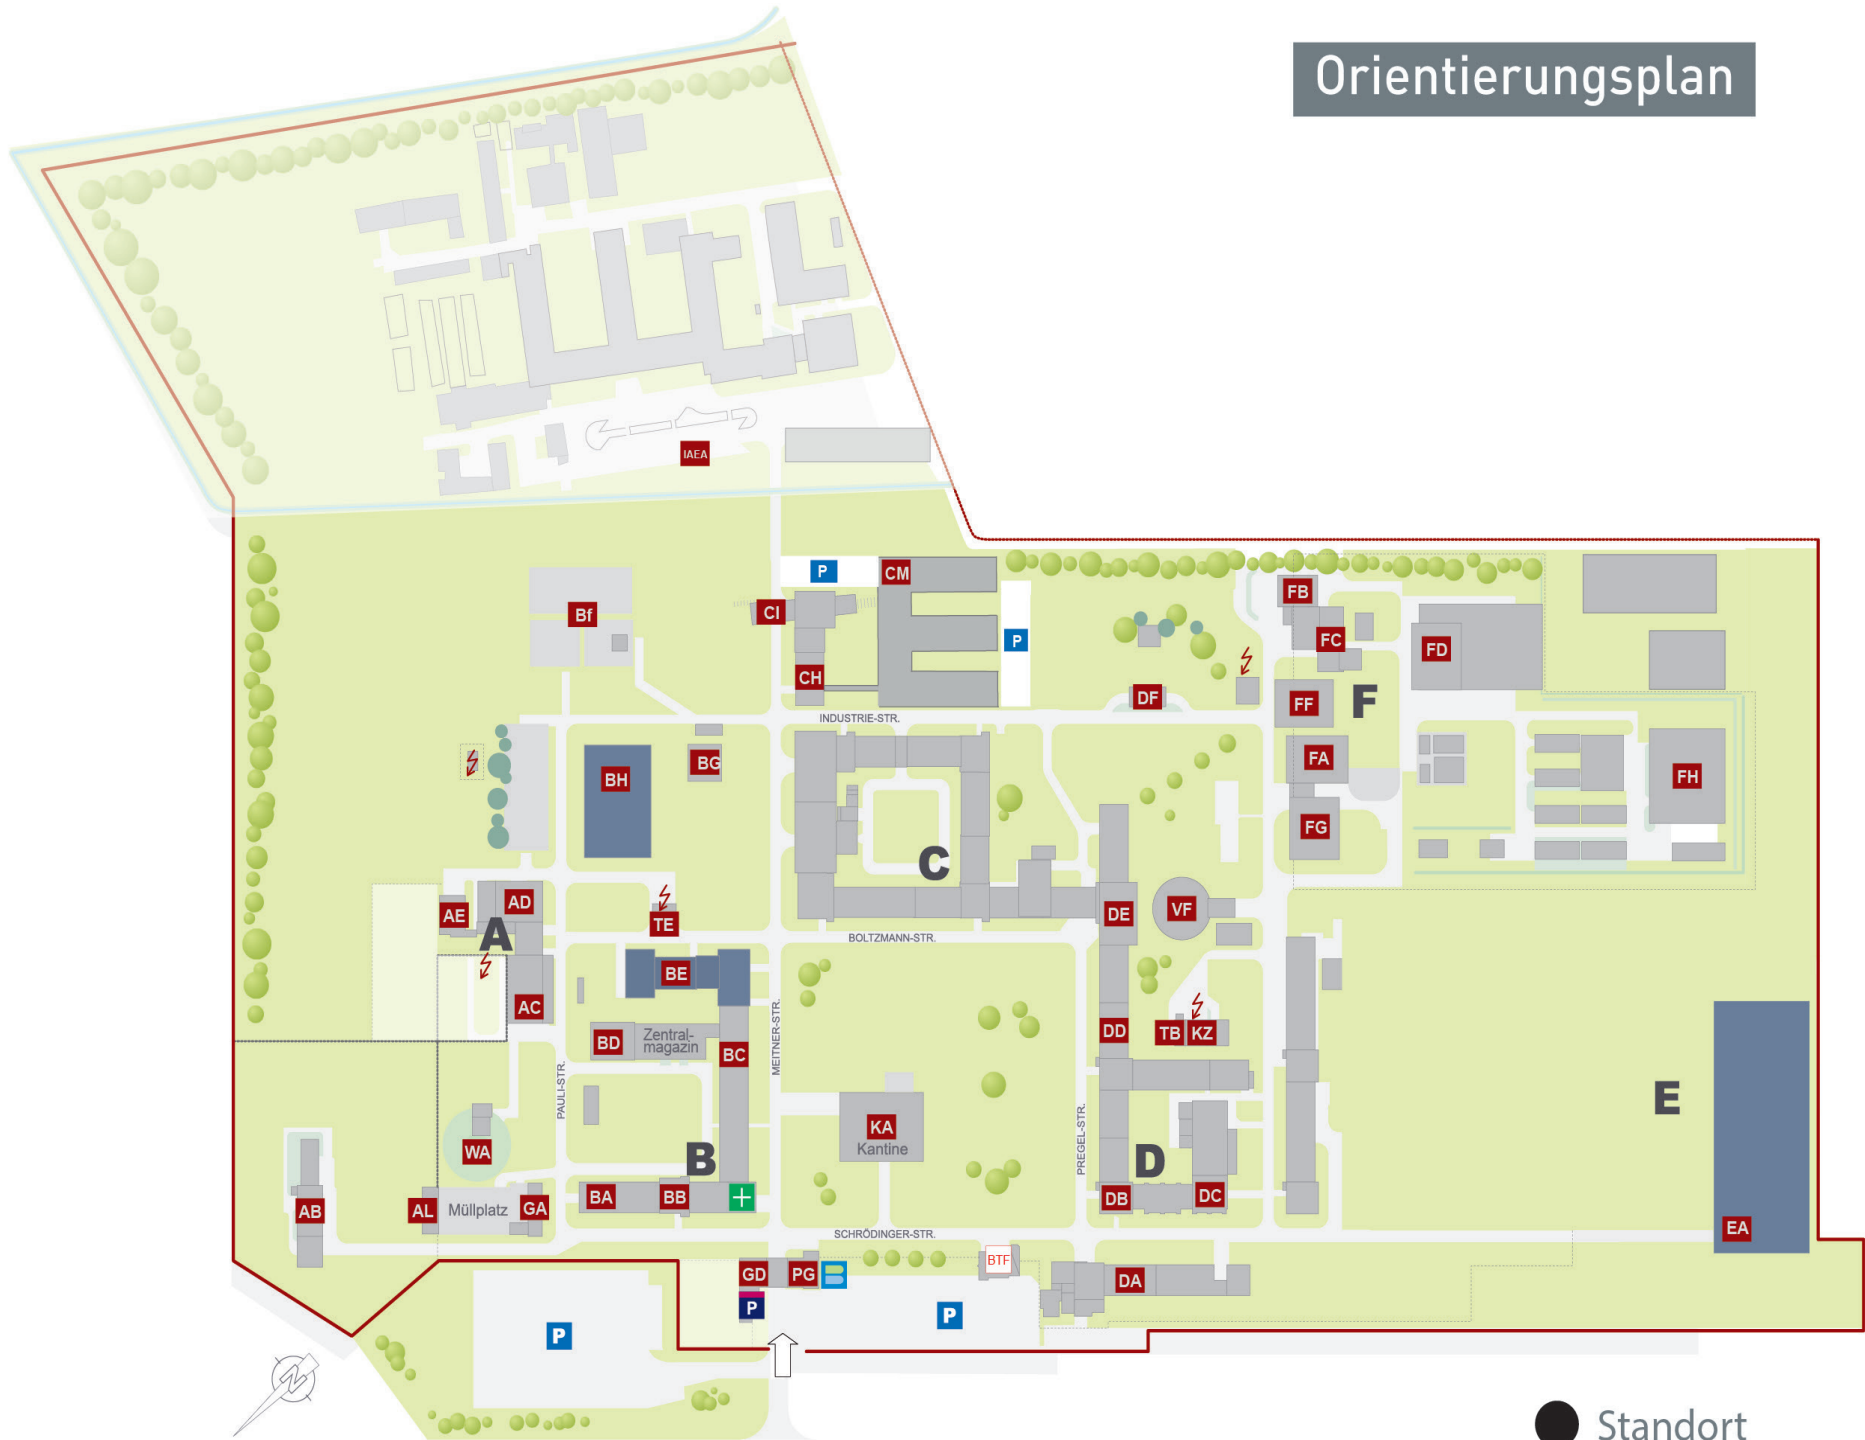 Orientierungsplan
IAEA
P
CM
FB
Bf
CI
FC
P
FD
CH
DF
FF
F
INDUSTRIE-STR.
BG
FA
BH
FH
FG
C
AD
AE
TE
DE
VF
A
BOLTZMANN-STR.
BE
AC
MEITNER-STR.
DD
TB
KZ
BD
Zentral-
magazin
BC
PAULI-STR.
E
KA
Kantine
PREGEL-STR.
WA
B
D
BA
BB
DB
DC
AB
AL
Müllplatz
GA
EA
SCHRÖDINGER-STR.
BTF
GD
PG
B
DA
P
P
P
N
Standort